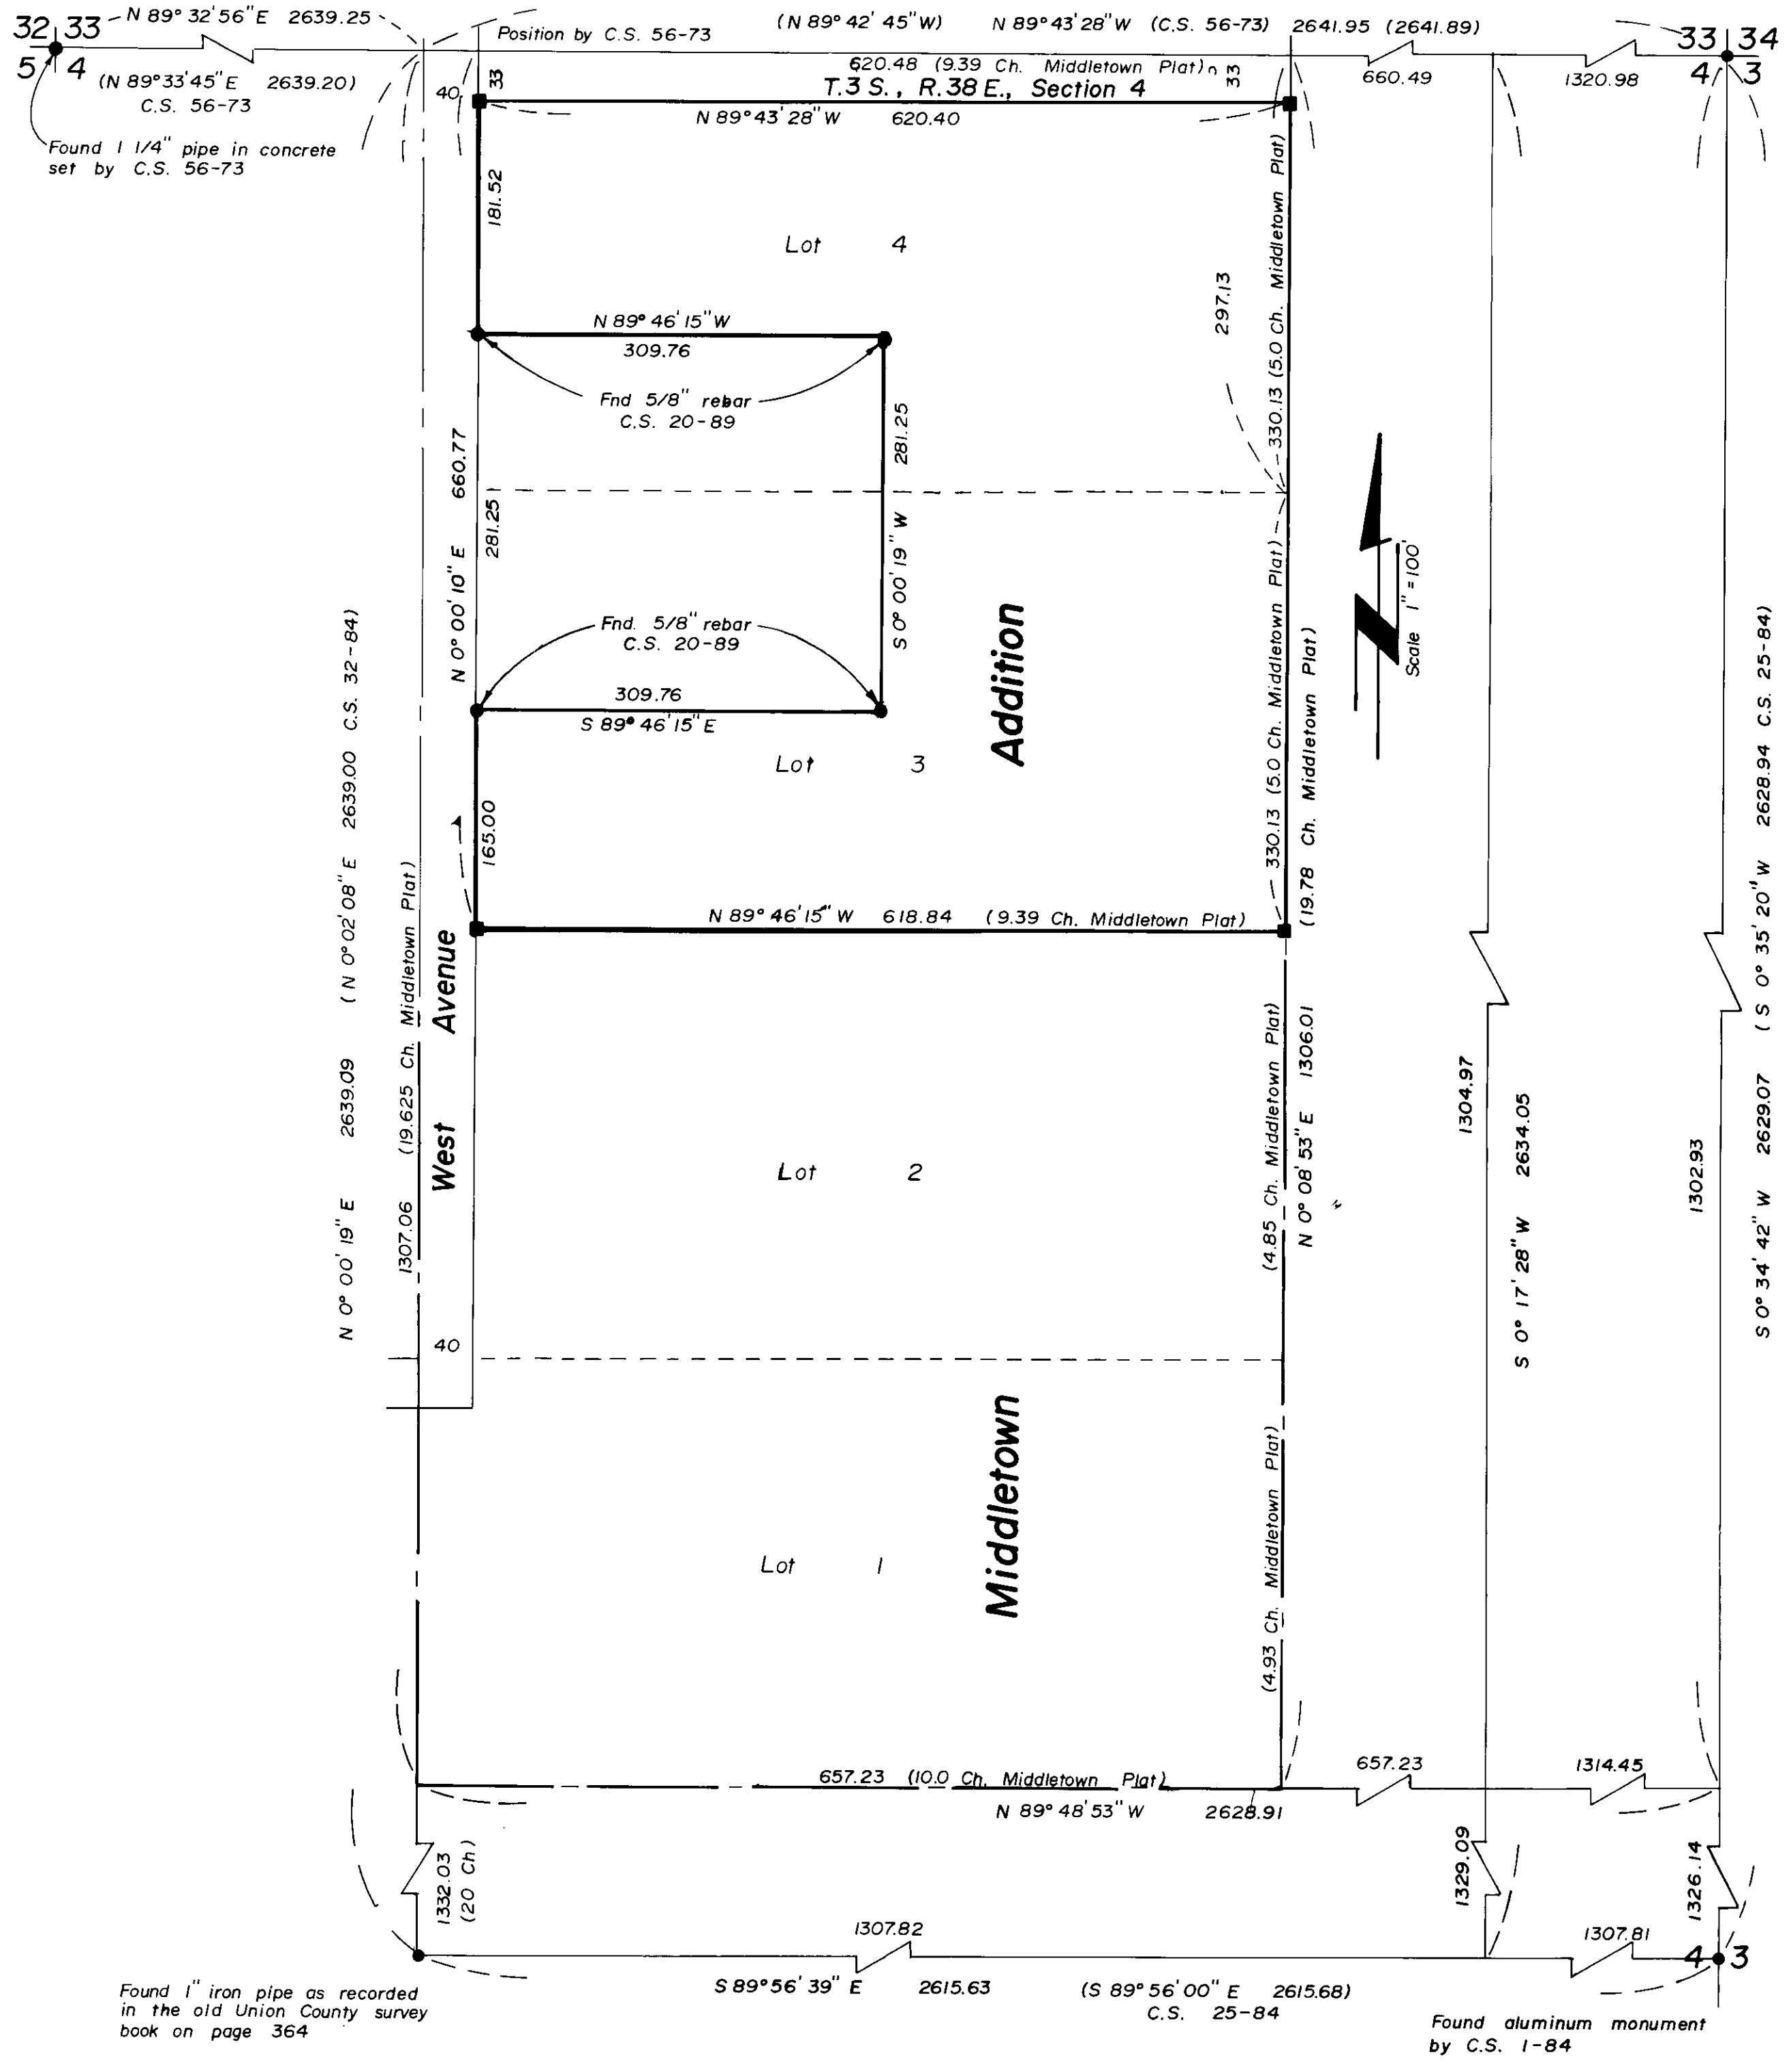 32 33
5 4
N 89° 32' 56" E 2639.25
(N 89° 33' 45" E 2639.20)
C.S. 56-73
Found 1 1/4" pipe in concrete
set by C.S. 56-73
Position by C.S. 56-73
(N 89° 42' 45" W) N 89° 43' 28" W (C.S. 56-73) 2641.95 (2641.89)
33 34
4 3
620.48 (9.39 Ch. Middletown Plat)
660.49
1320.98
40
33
33
T.3 S., R.38 E., Section 4
N 89° 43' 28" W 620.40
181.52
Lot 4
297.13
330.13 (5.0 Ch. Middletown Plat)
N 89° 46' 15" W
309.76
Fnd 5/8" rebar
C.S. 20-89
N 0° 00' 10" E 660.77
281.25
281.25
S 0° 00' 19" W
Scale 1" = 100'
Fnd. 5/8" rebar
C.S. 20-89
309.76
S 89° 46' 15" E
Lot 3
Addition
330.13 (5.0 Ch. Middletown Plat)
(19.78 Ch. Middletown Plat)
165.00
N 89° 46' 15" W 618.84 (9.39 Ch. Middletown Plat)
N 0° 00' 19" E 2639.09 (N 0° 02' 08" E 2639.00 C.S. 32-84)
1307.06 (19.625 Ch. Middletown Plat)
West Avenue
Lot 2
(4.85 Ch. Middletown Plat)
N 0° 08' 53" E 1306.01
1304.97
S 0° 17' 28" W 2634.05
1302.93
S 0° 34' 42" W 2629.07 (S 0° 35' 20" W 2628.94 C.S. 25-84)
40
Lot 1
Middletown
(4.93 Ch. Middletown Plat)
657.23 (10.0 Ch. Middletown Plat)
657.23
1314.45
N 89° 48' 53" W 2628.91
1332.03
(20 Ch)
1329.09
1326.14
1307.82
1307.81
4 3
S 89° 56' 39" E 2615.63 (S 89° 56' 00" E 2615.68)
C.S. 25-84
Found 1" iron pipe as recorded
in the old Union County survey
book on page 364
Found aluminum monument
by C.S. 1-84